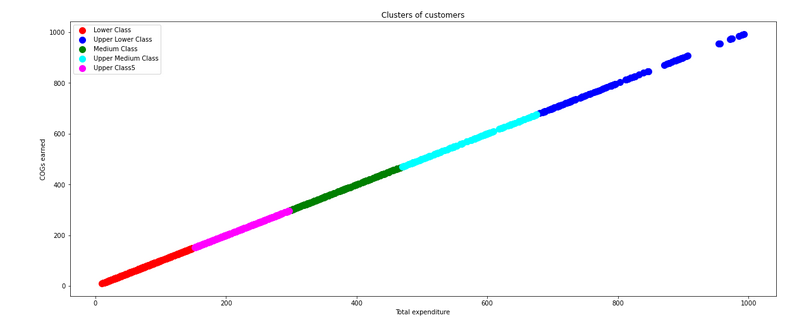 Clusters of customers
Lower Class
Upper Lower Class
Medium Class
Upper Medium Class
Upper Class5
COGs earned
1000
800
600
400
200
0
0 200 400 600 800 1000
Total expenditure